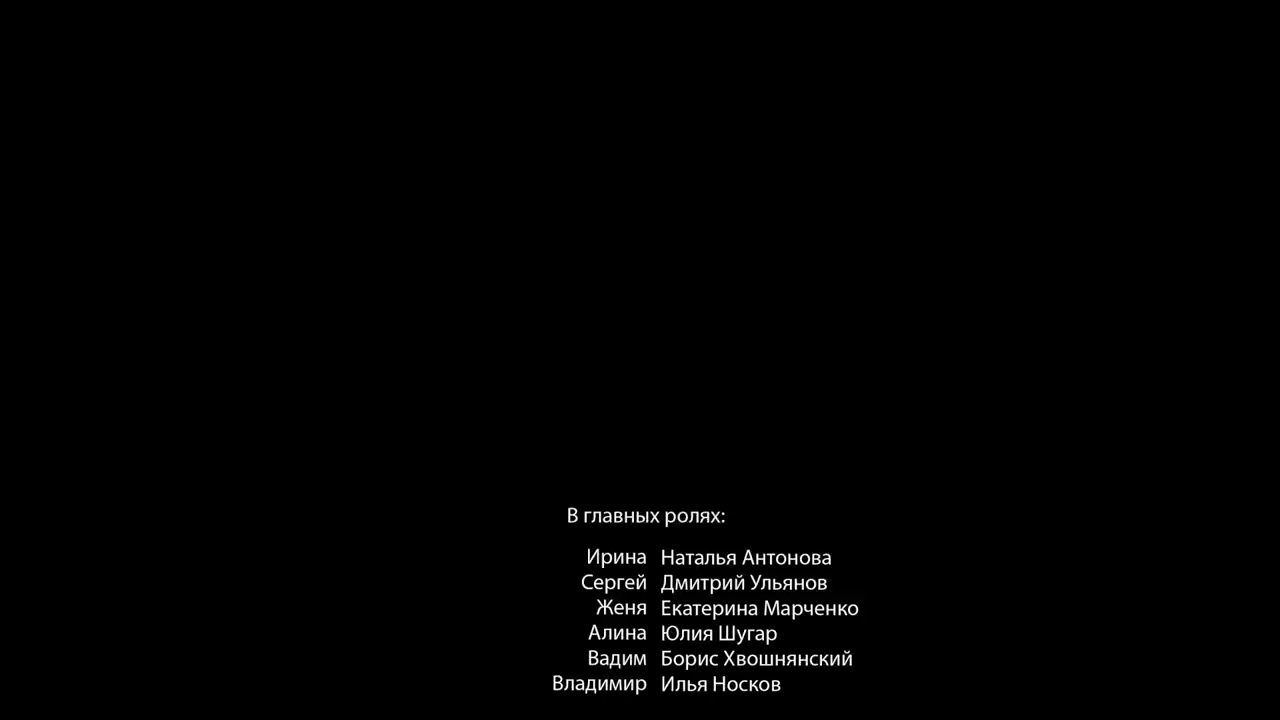 В главных ролях:
Ирина Наталья Антонова
Сергей Дмитрий Ульянов
Женя Екатерина Марченко
Алина Юлия Шугар
Вадим Борис Хвошнянский
Владимир Илья Носков